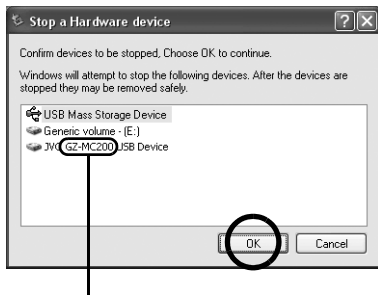 Stop a Hardware device
Confirm devices to be stopped, Choose OK to continue.
Windows will attempt to stop the following devices. After the devices are
stopped they may be removed safely.
USB Mass Storage Device
Generic volume - (E:)
JVC GZ-MC200 USB Device
OK
Cancel